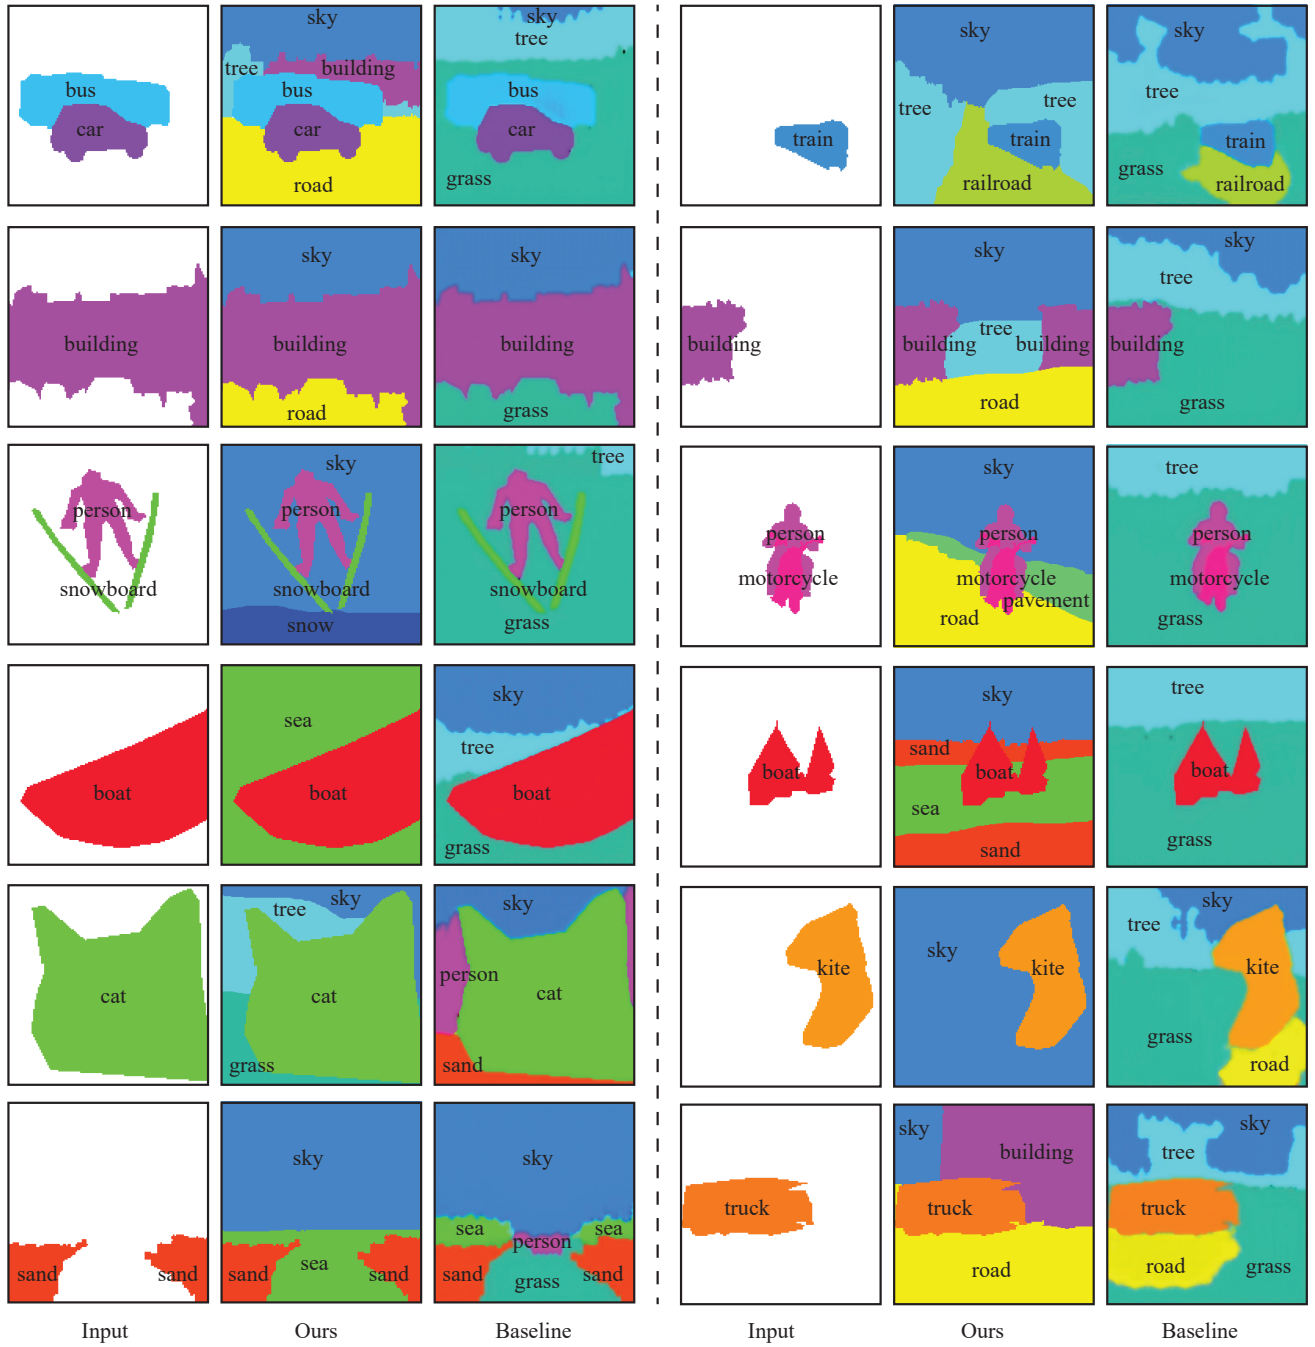 bus
car
sky
tree
building
bus
car
road
sky
tree
bus
car
grass
train
sky
tree
tree
train
railroad
sky
tree
train
grass
railroad
building
sky
building
road
sky
building
grass
building
sky
tree
building
building
road
sky
tree
building
grass
person
snowboard
sky
person
snowboard
snow
tree
person
snowboard
grass
person
motorcycle
sky
person
motorcycle
pavement
road
tree
person
motorcycle
grass
boat
sea
boat
sky
tree
boat
grass
boat
sky
sand
boat
sea
sand
tree
boat
grass
cat
sky
tree
cat
grass
sky
person
cat
sand
kite
sky
kite
sky
tree
kite
grass
road
sand
sand
sky
sea
sand
sand
sky
sea
sea
person
sand
grass
sand
truck
sky
building
truck
road
sky
tree
truck
road
grass
Input
Ours
Baseline
Input
Ours
Baseline